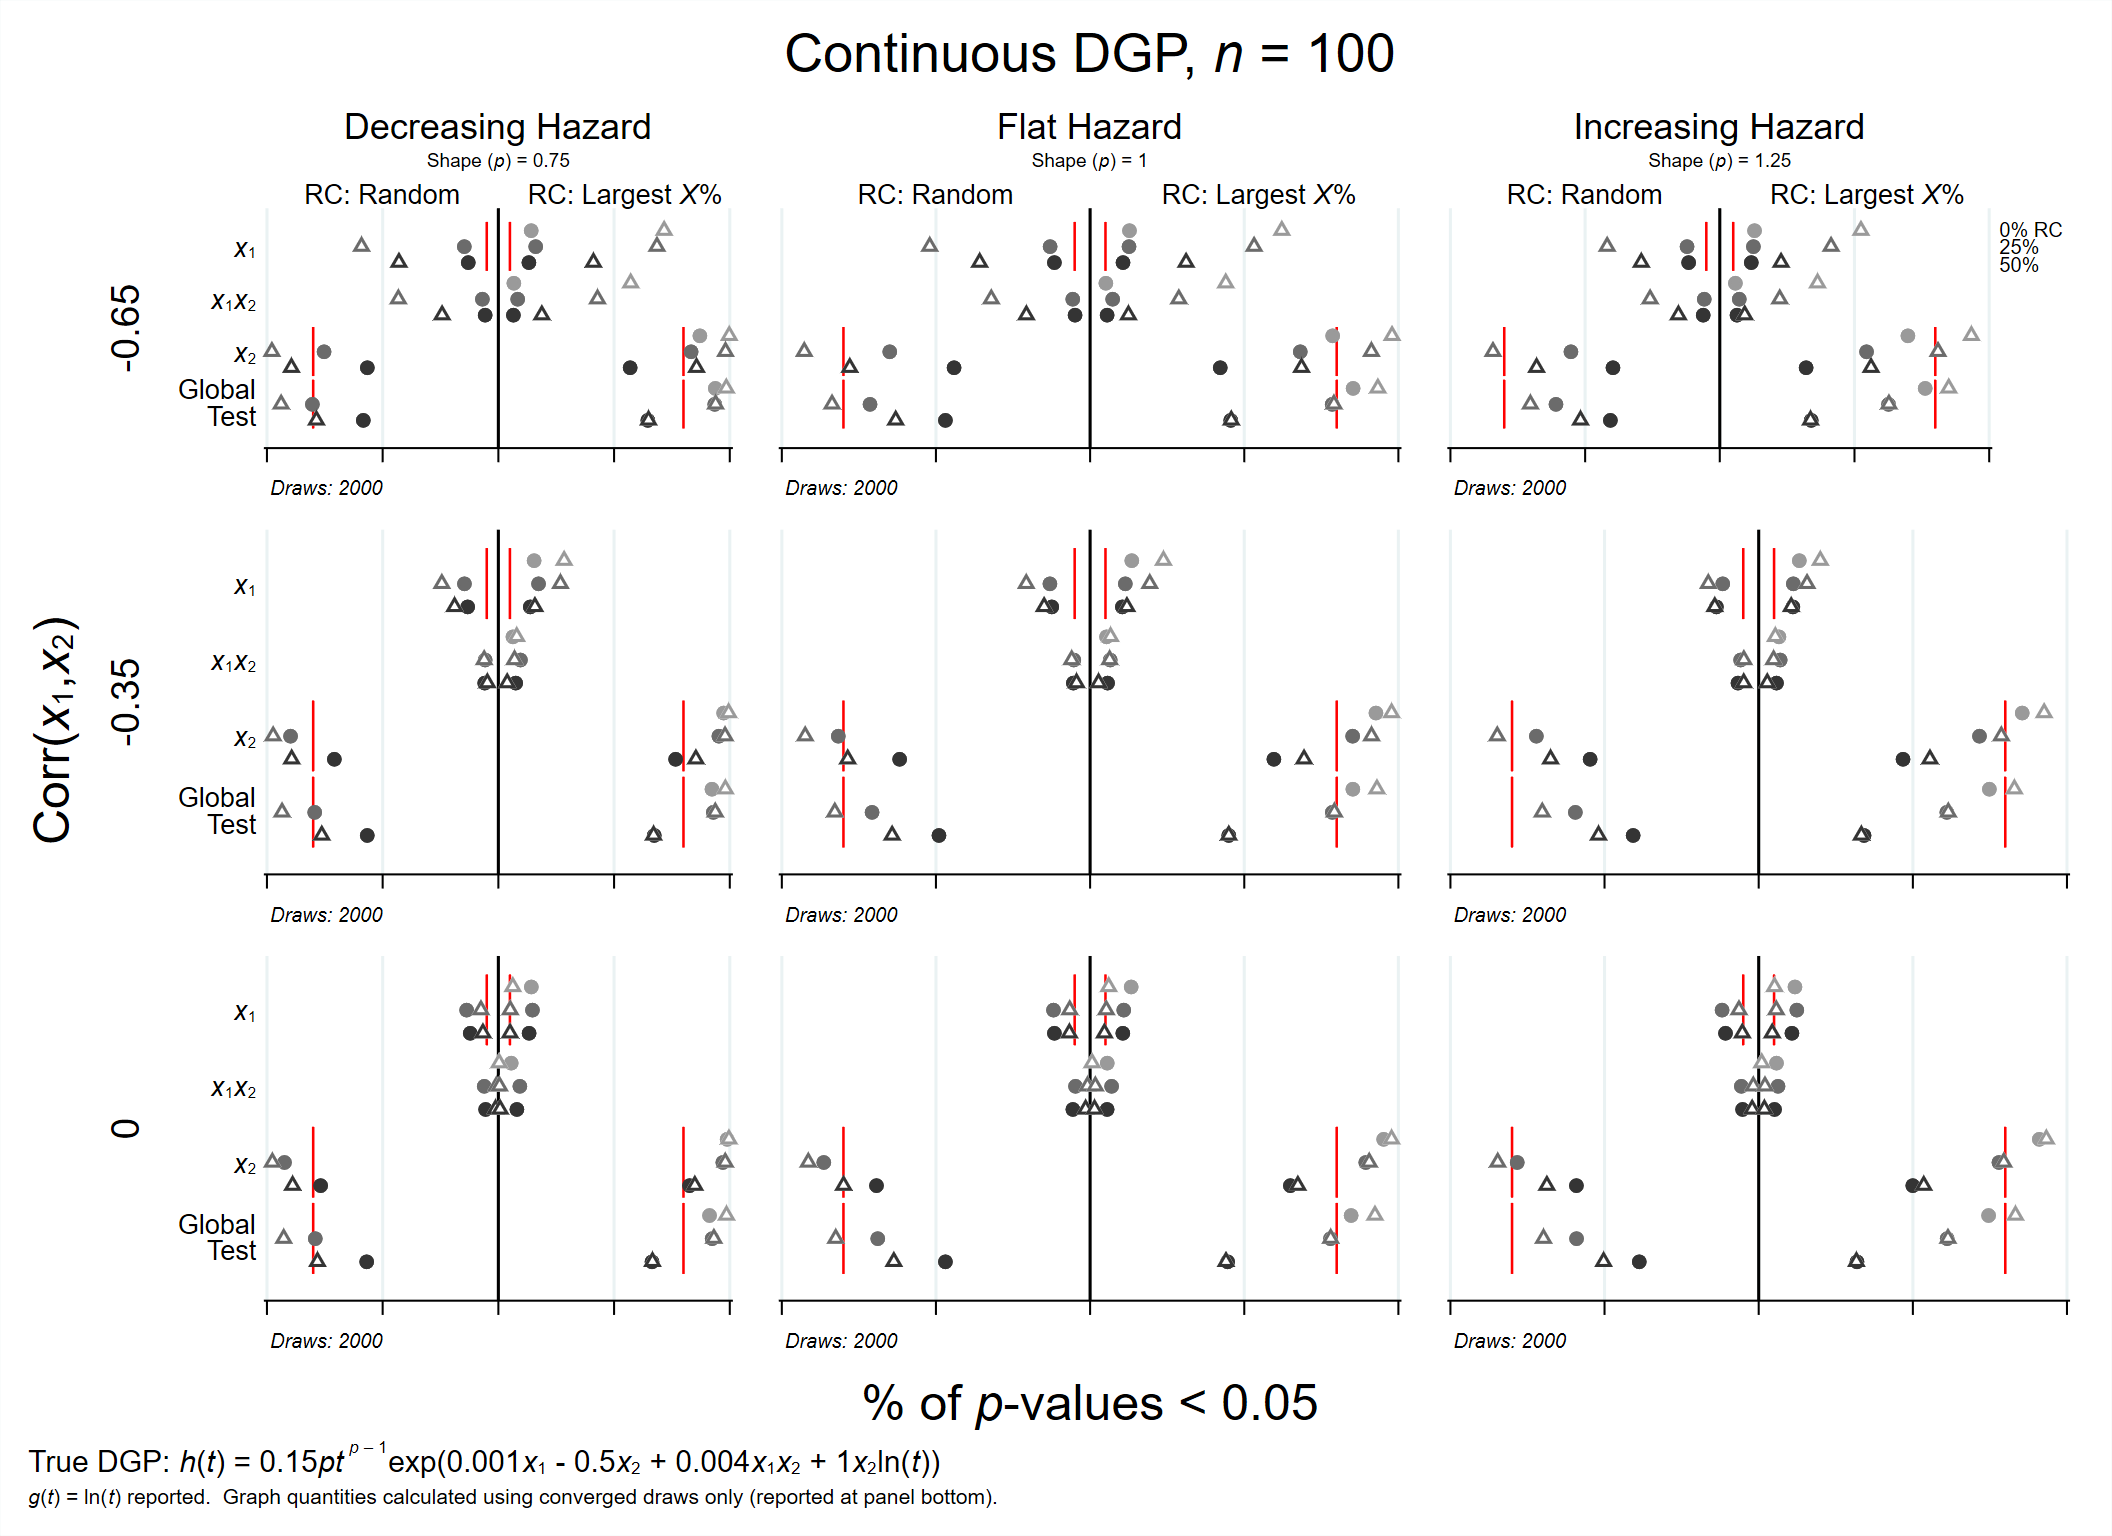 Continuous DGP, n = 100
Decreasing Hazard
Flat Hazard
Increasing Hazard
Shape (p) = 0.75
Shape (p) = 1
Shape (p) = 1.25
RC: Random
RC: Largest X%
RC: Random
RC: Largest X%
RC: Random
RC: Largest X%
0% RC
25%
50%
Corr(x₁,x₂)
-0.65
x₁
x₁x₂
x₂
Global
Test
Draws: 2000
Draws: 2000
Draws: 2000
-0.35
x₁
x₁x₂
x₂
Global
Test
Draws: 2000
Draws: 2000
Draws: 2000
0
x₁
x₁x₂
x₂
Global
Test
Draws: 2000
Draws: 2000
Draws: 2000
% of p-values < 0.05
True DGP: h(t) = 0.15pt^(p – 1) exp(0.001x₁ - 0.5x₂ + 0.004x₁x₂ + 1x₂ln(t))
g(t) = ln(t) reported. Graph quantities calculated using converged draws only (reported at panel bottom).